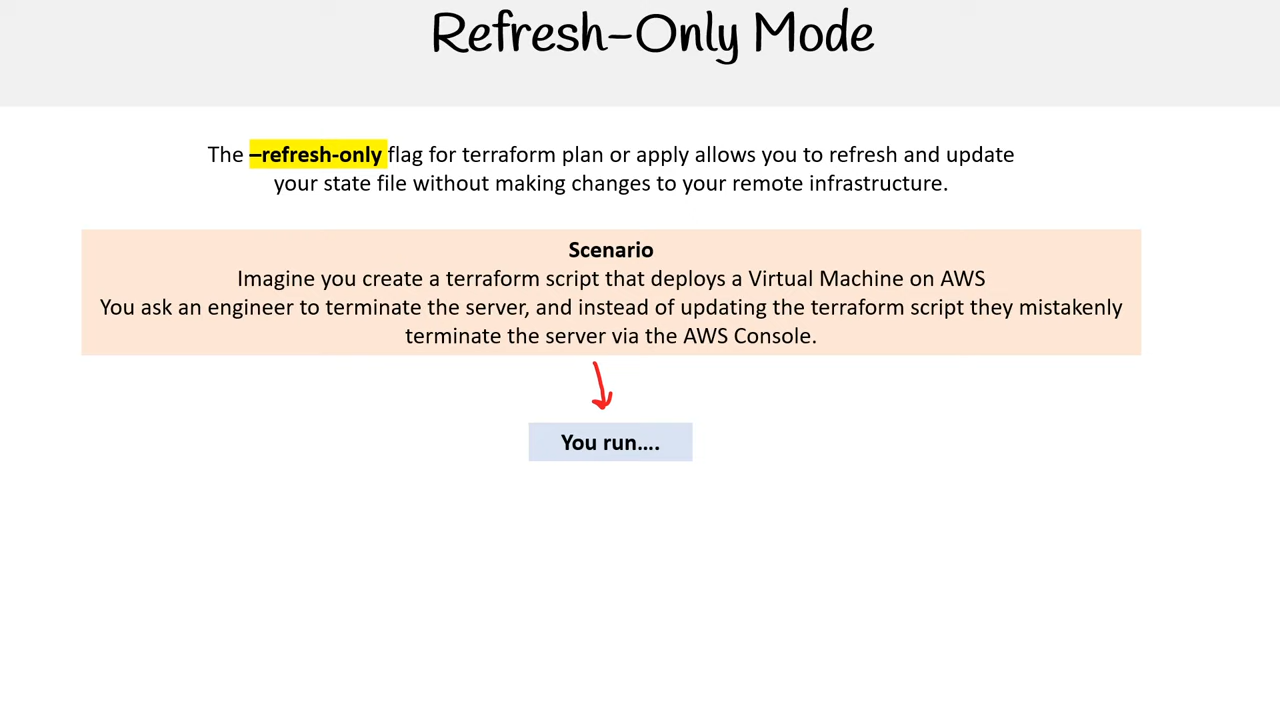 Refresh-Only Mode
The –refresh-only flag for terraform plan or apply allows you to refresh and update
your state file without making changes to your remote infrastructure.
Scenario
Imagine you create a terraform script that deploys a Virtual Machine on AWS
You ask an engineer to terminate the server, and instead of updating the terraform script they mistakenly
terminate the server via the AWS Console.
You run....